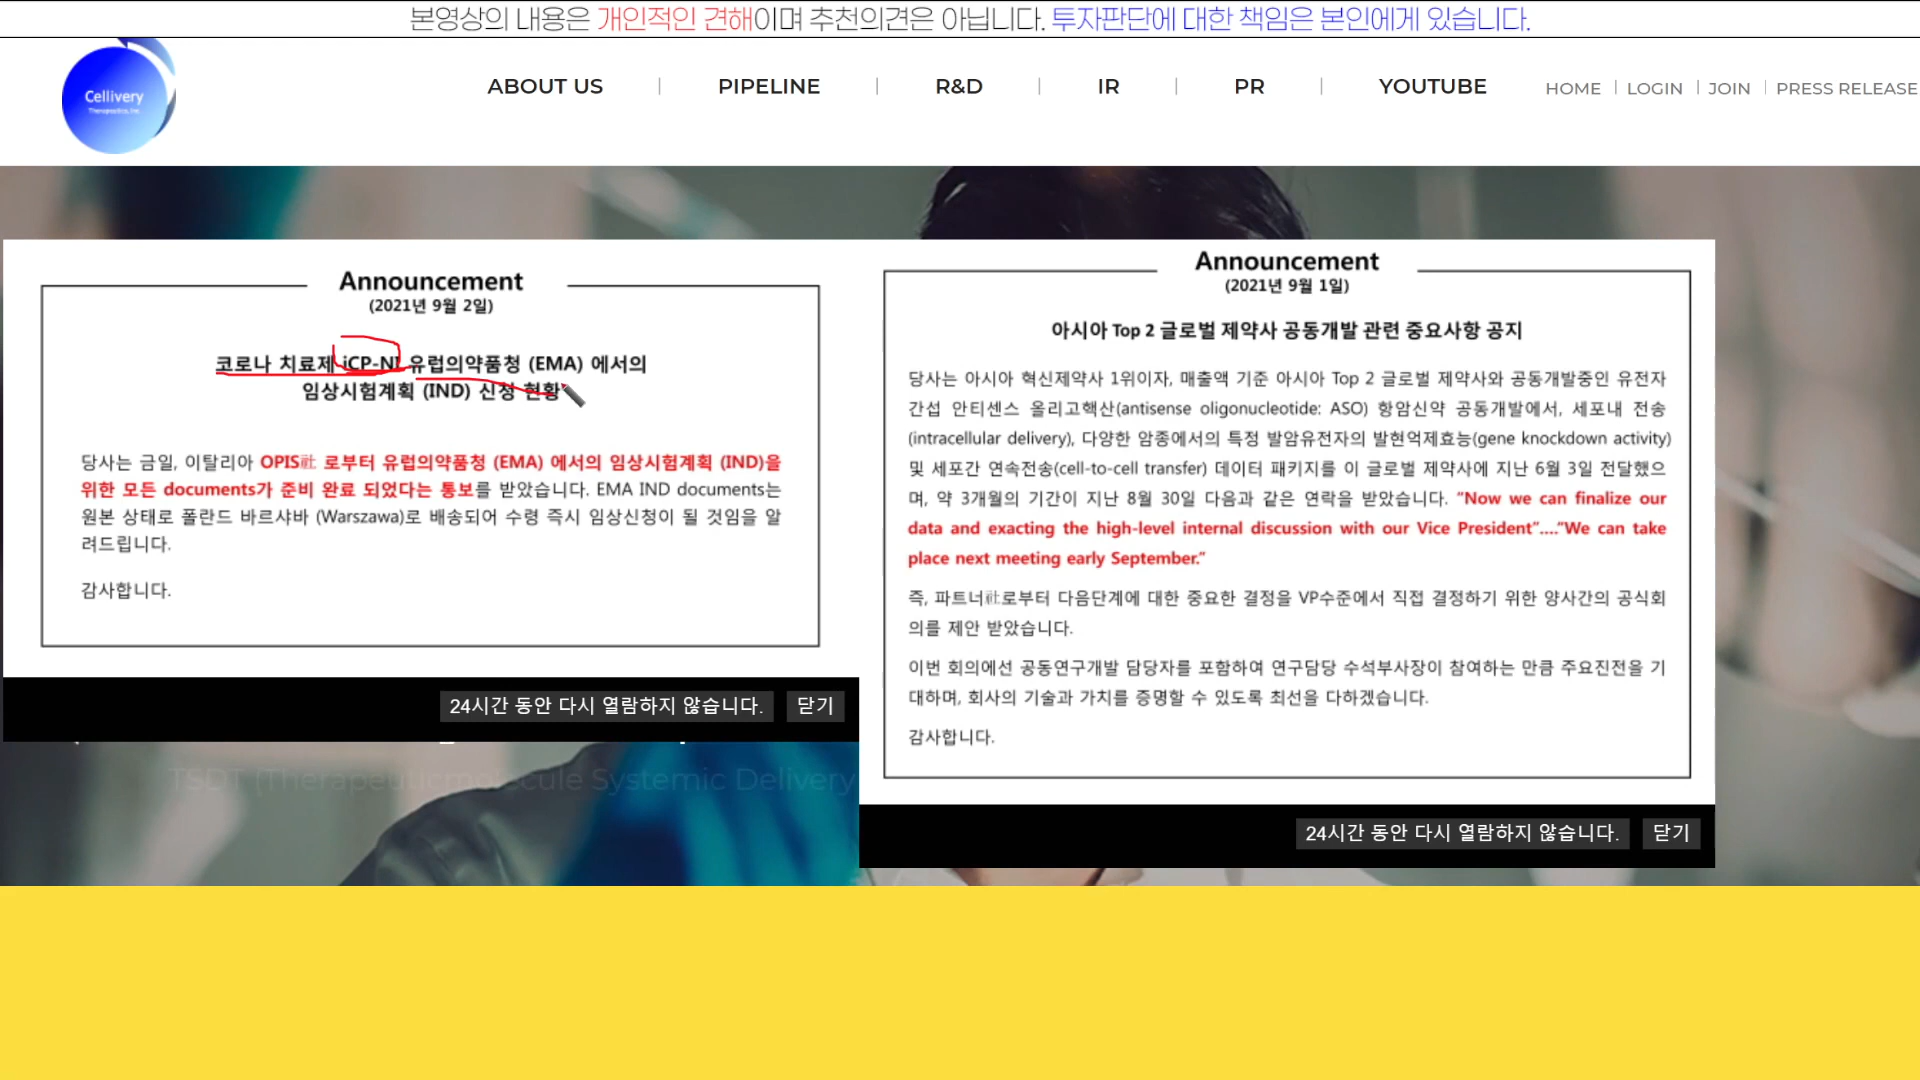 본영상의 내용은 개인적인 견해이며 추천의견은 아닙니다. 투자판단에 대한 책임은 본인에게 있습니다.
Cellivery
Therapeutics, Inc.
ABOUT US | PIPELINE | R&D | IR | PR | YOUTUBE
HOME | LOGIN | JOIN | PRESS RELEASE
Announcement
(2021년 9월 2일)
코로나 치료제 iCP-NI 유럽의약품청 (EMA) 에서의
임상시험계획 (IND) 신청 현황
당사는 금일, 이탈리아 OPIS社 로부터 유럽의약품청 (EMA) 에서의 임상시험계획 (IND)을
위한 모든 documents가 준비 완료 되었다는 통보를 받았습니다. EMA IND documents는
원본 상태로 폴란드 바르샤바 (Warszawa)로 배송되어 수령 즉시 임상신청이 될 것임을 알
려드립니다.
감사합니다.
24시간 동안 다시 열람하지 않습니다. 닫기
Announcement
(2021년 9월 1일)
아시아 Top 2 글로벌 제약사 공동개발 관련 중요사항 공지
당사는 아시아 혁신제약사 1위이자, 매출액 기준 아시아 Top 2 글로벌 제약사와 공동개발중인 유전자
간섭 안티센스 올리고핵산(antisense oligonucleotide: ASO) 항암신약 공동개발에서, 세포내 전송
(intracellular delivery), 다양한 암종에서의 특정 발암유전자의 발현억제효능(gene knockdown activity)
및 세포간 연속전송(cell-to-cell transfer) 데이터 패키지를 이 글로벌 제약사에 지난 6월 3일 전달했으
며, 약 3개월의 기간이 지난 8월 30일 다음과 같은 연락을 받았습니다. “Now we can finalize our
data and exacting the high-level internal discussion with our Vice President”....“We can take
place next meeting early September.”
즉, 파트너社로부터 다음단계에 대한 중요한 결정을 VP수준에서 직접 결정하기 위한 양사간의 공식회
의를 제안 받았습니다.
이번 회의에선 공동연구개발 담당자를 포함하여 연구담당 수석부사장이 참여하는 만큼 주요진전을 기
대하며, 회사의 기술과 가치를 증명할 수 있도록 최선을 다하겠습니다.
감사합니다.
24시간 동안 다시 열람하지 않습니다. 닫기
TSDT (Therapeuticmolecule Systemic Delivery